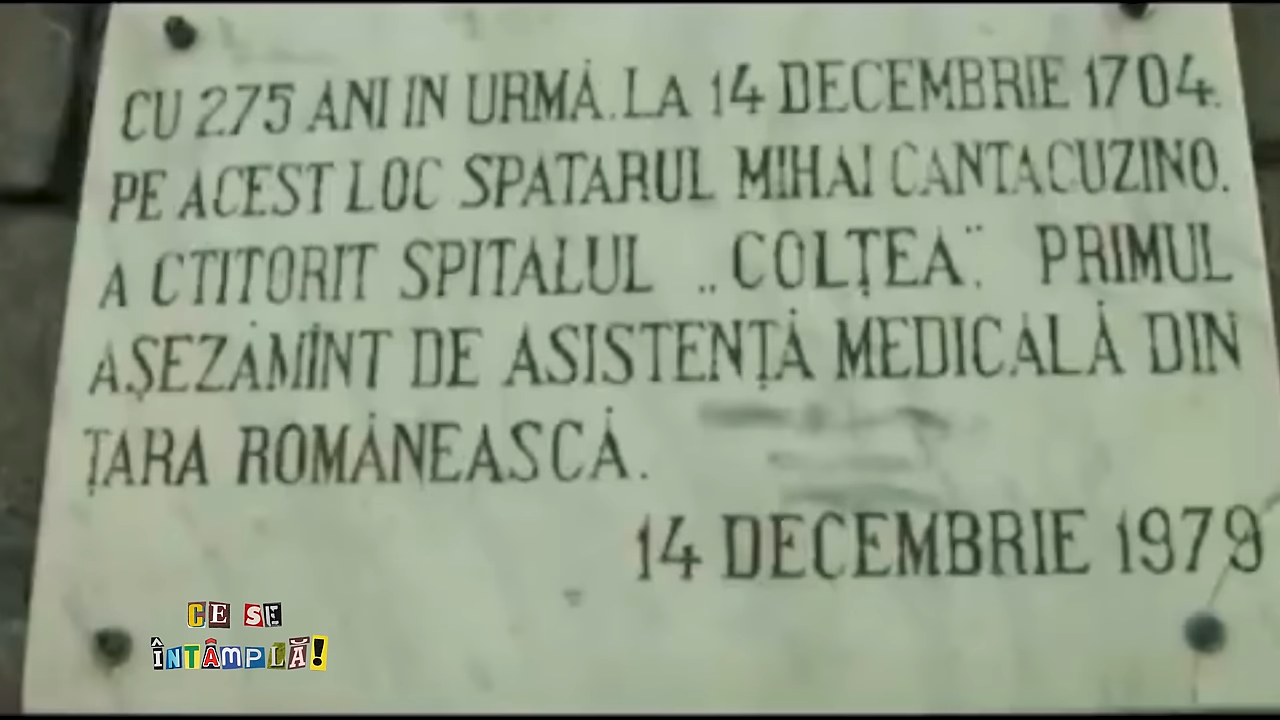 CU 275 ANI IN URMĂ. LA 14 DECEMBRIE 1704.
PE ACEST LOC SPATARUL MIHAI CANTACUZINO.
A CTITORIT SPITALUL „COLȚEA”. PRIMUL
AȘEZĂMÎNT DE ASISTENȚĂ MEDICALĂ DIN
ȚARA ROMÂNEASCĂ.
14 DECEMBRIE 1979
CE SE
ÎNTÂMPLĂ!